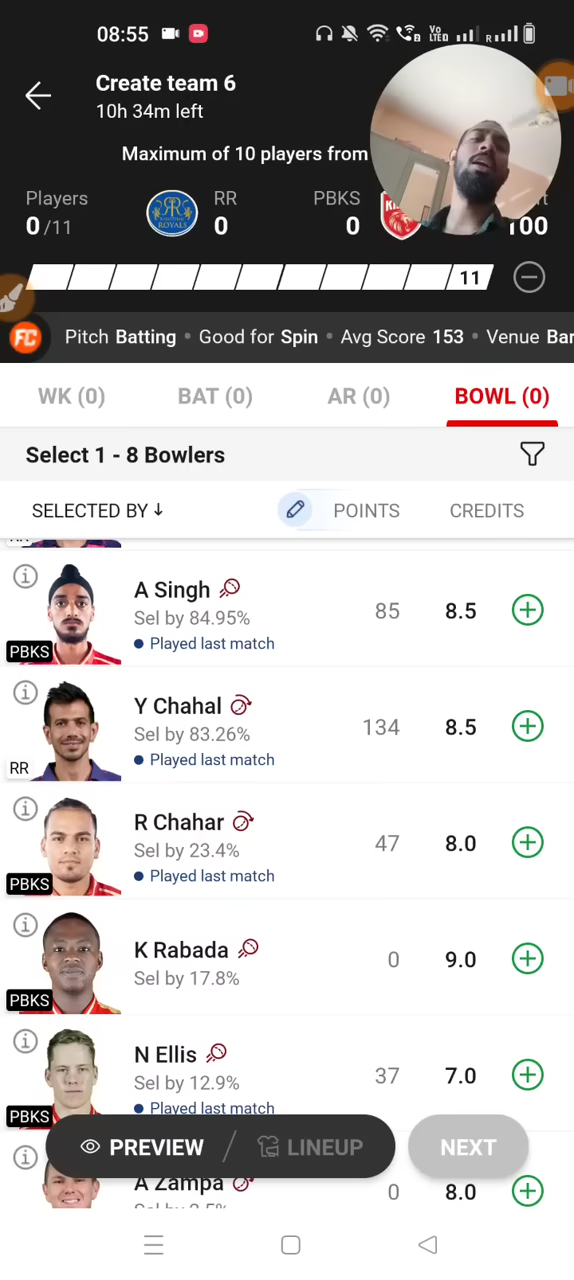 08:55
Vo
LTED
R
Create team 6
10h 34m left
Maximum of 10 players from
Players
0/11
RR
0
PBKS
0
100
11
FC
Pitch Batting • Good for Spin • Avg Score 153 • Venue Bar
WK (0)
BAT (0)
AR (0)
BOWL (0)
Select 1 - 8 Bowlers
SELECTED BY ↓
POINTS
CREDITS
A Singh
Sel by 84.95%
Played last match
85
8.5
PBKS
Y Chahal
Sel by 83.26%
Played last match
134
8.5
RR
R Chahar
Sel by 23.4%
Played last match
47
8.0
PBKS
K Rabada
Sel by 17.8%
0
9.0
PBKS
N Ellis
Sel by 12.9%
Played last match
37
7.0
PBKS
PREVIEW / LINEUP
NEXT
A Zampa
0
8.0